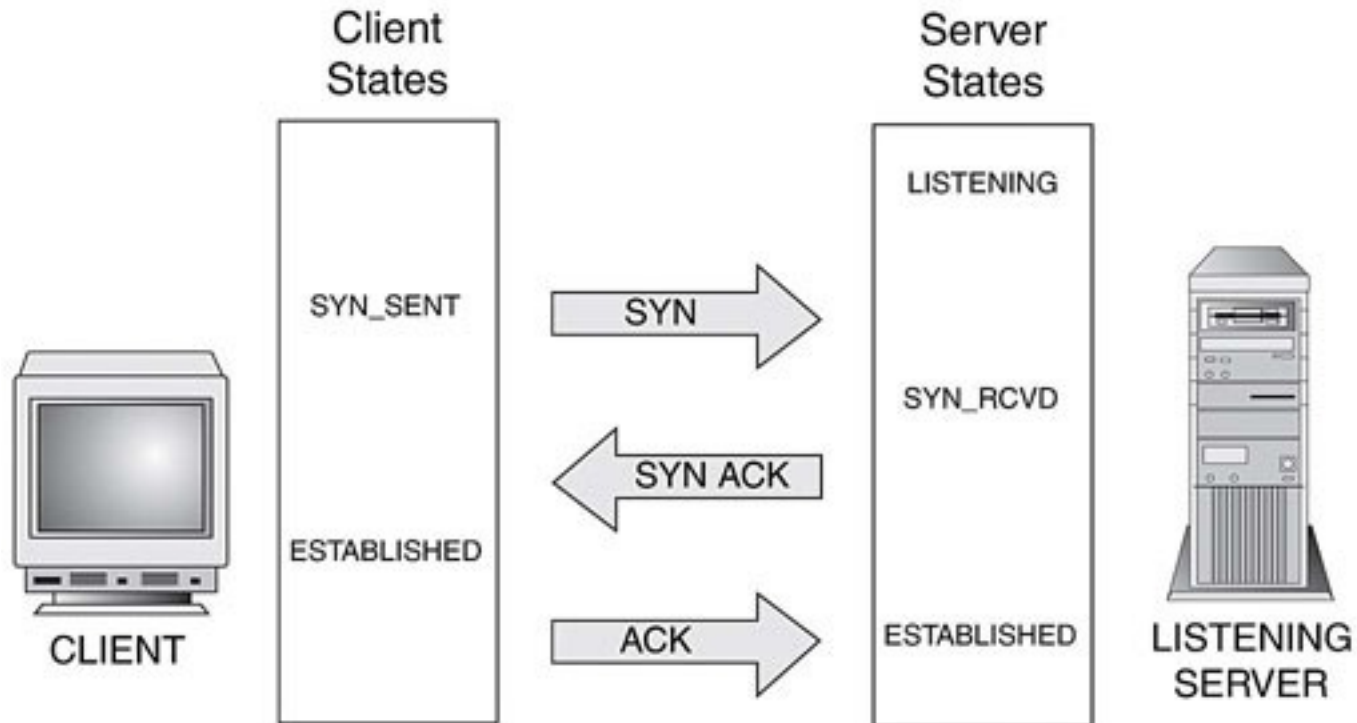 Client
States
Server
States
LISTENING
SYN_SENT
SYN
SYN_RCVD
SYN ACK
ESTABLISHED
ACK
ESTABLISHED
CLIENT
LISTENING
SERVER